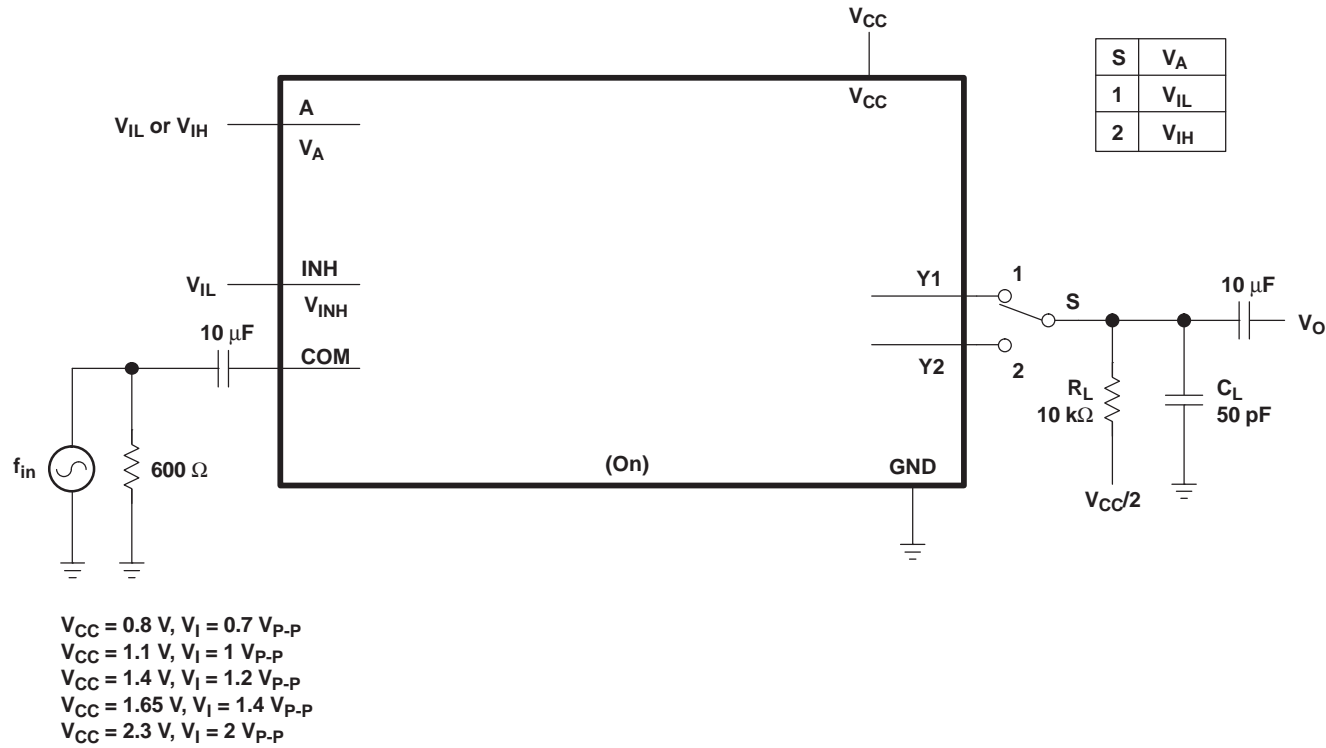 VCC
S VA
1 VIL
2 VIH
VCC
A
VIL or VIH
VA
INH
VIL
VINH
10 μF
COM
Y1
1
S
10 μF
VO
Y2
2
RL
10 kΩ
CL
50 pF
fin
600 Ω
(On)
GND
VCC/2
VCC = 0.8 V, VI = 0.7 VP-P
VCC = 1.1 V, VI = 1 VP-P
VCC = 1.4 V, VI = 1.2 VP-P
VCC = 1.65 V, VI = 1.4 VP-P
VCC = 2.3 V, VI = 2 VP-P